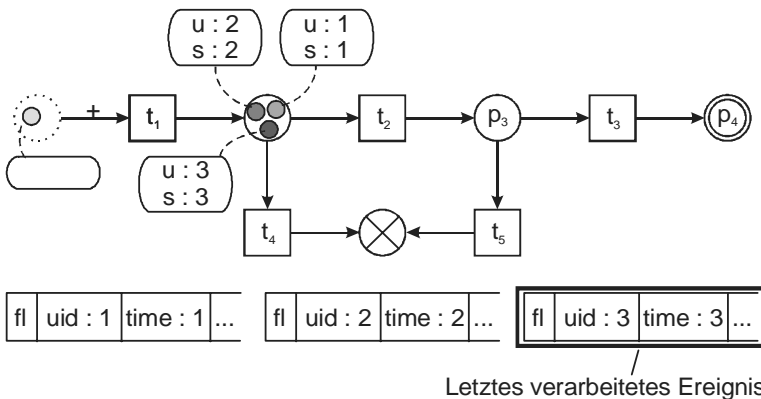 u : 2
s : 2
u : 1
s : 1
+
t1
t2
p3
t3
p4
u : 3
s : 3
t4
t5
fl uid : 1 time : 1 ...
fl uid : 2 time : 2 ...
fl uid : 3 time : 3 ...
Letztes verarbeitetes Ereignis